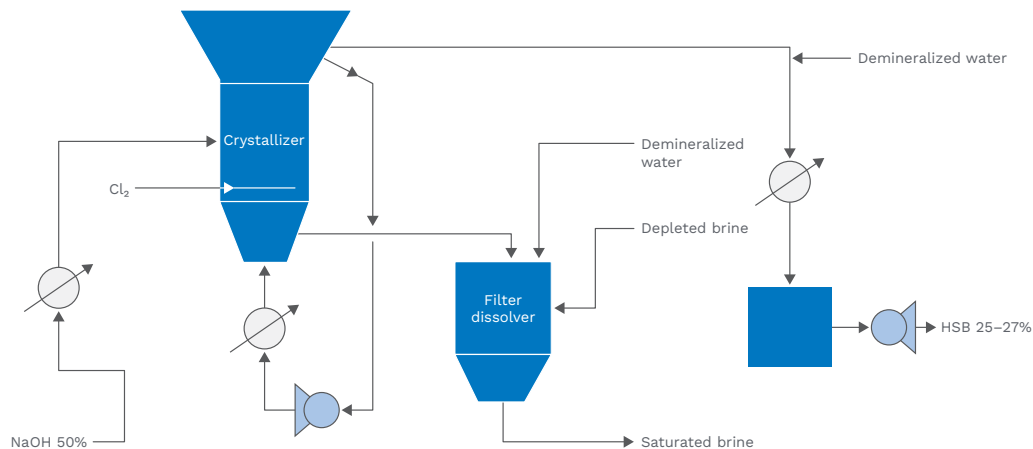 Demineralized water
Crystallizer
Demineralized
water
Cl₂
Depleted brine
Filter
dissolver
HSB 25–27%
NaOH 50%
Saturated brine